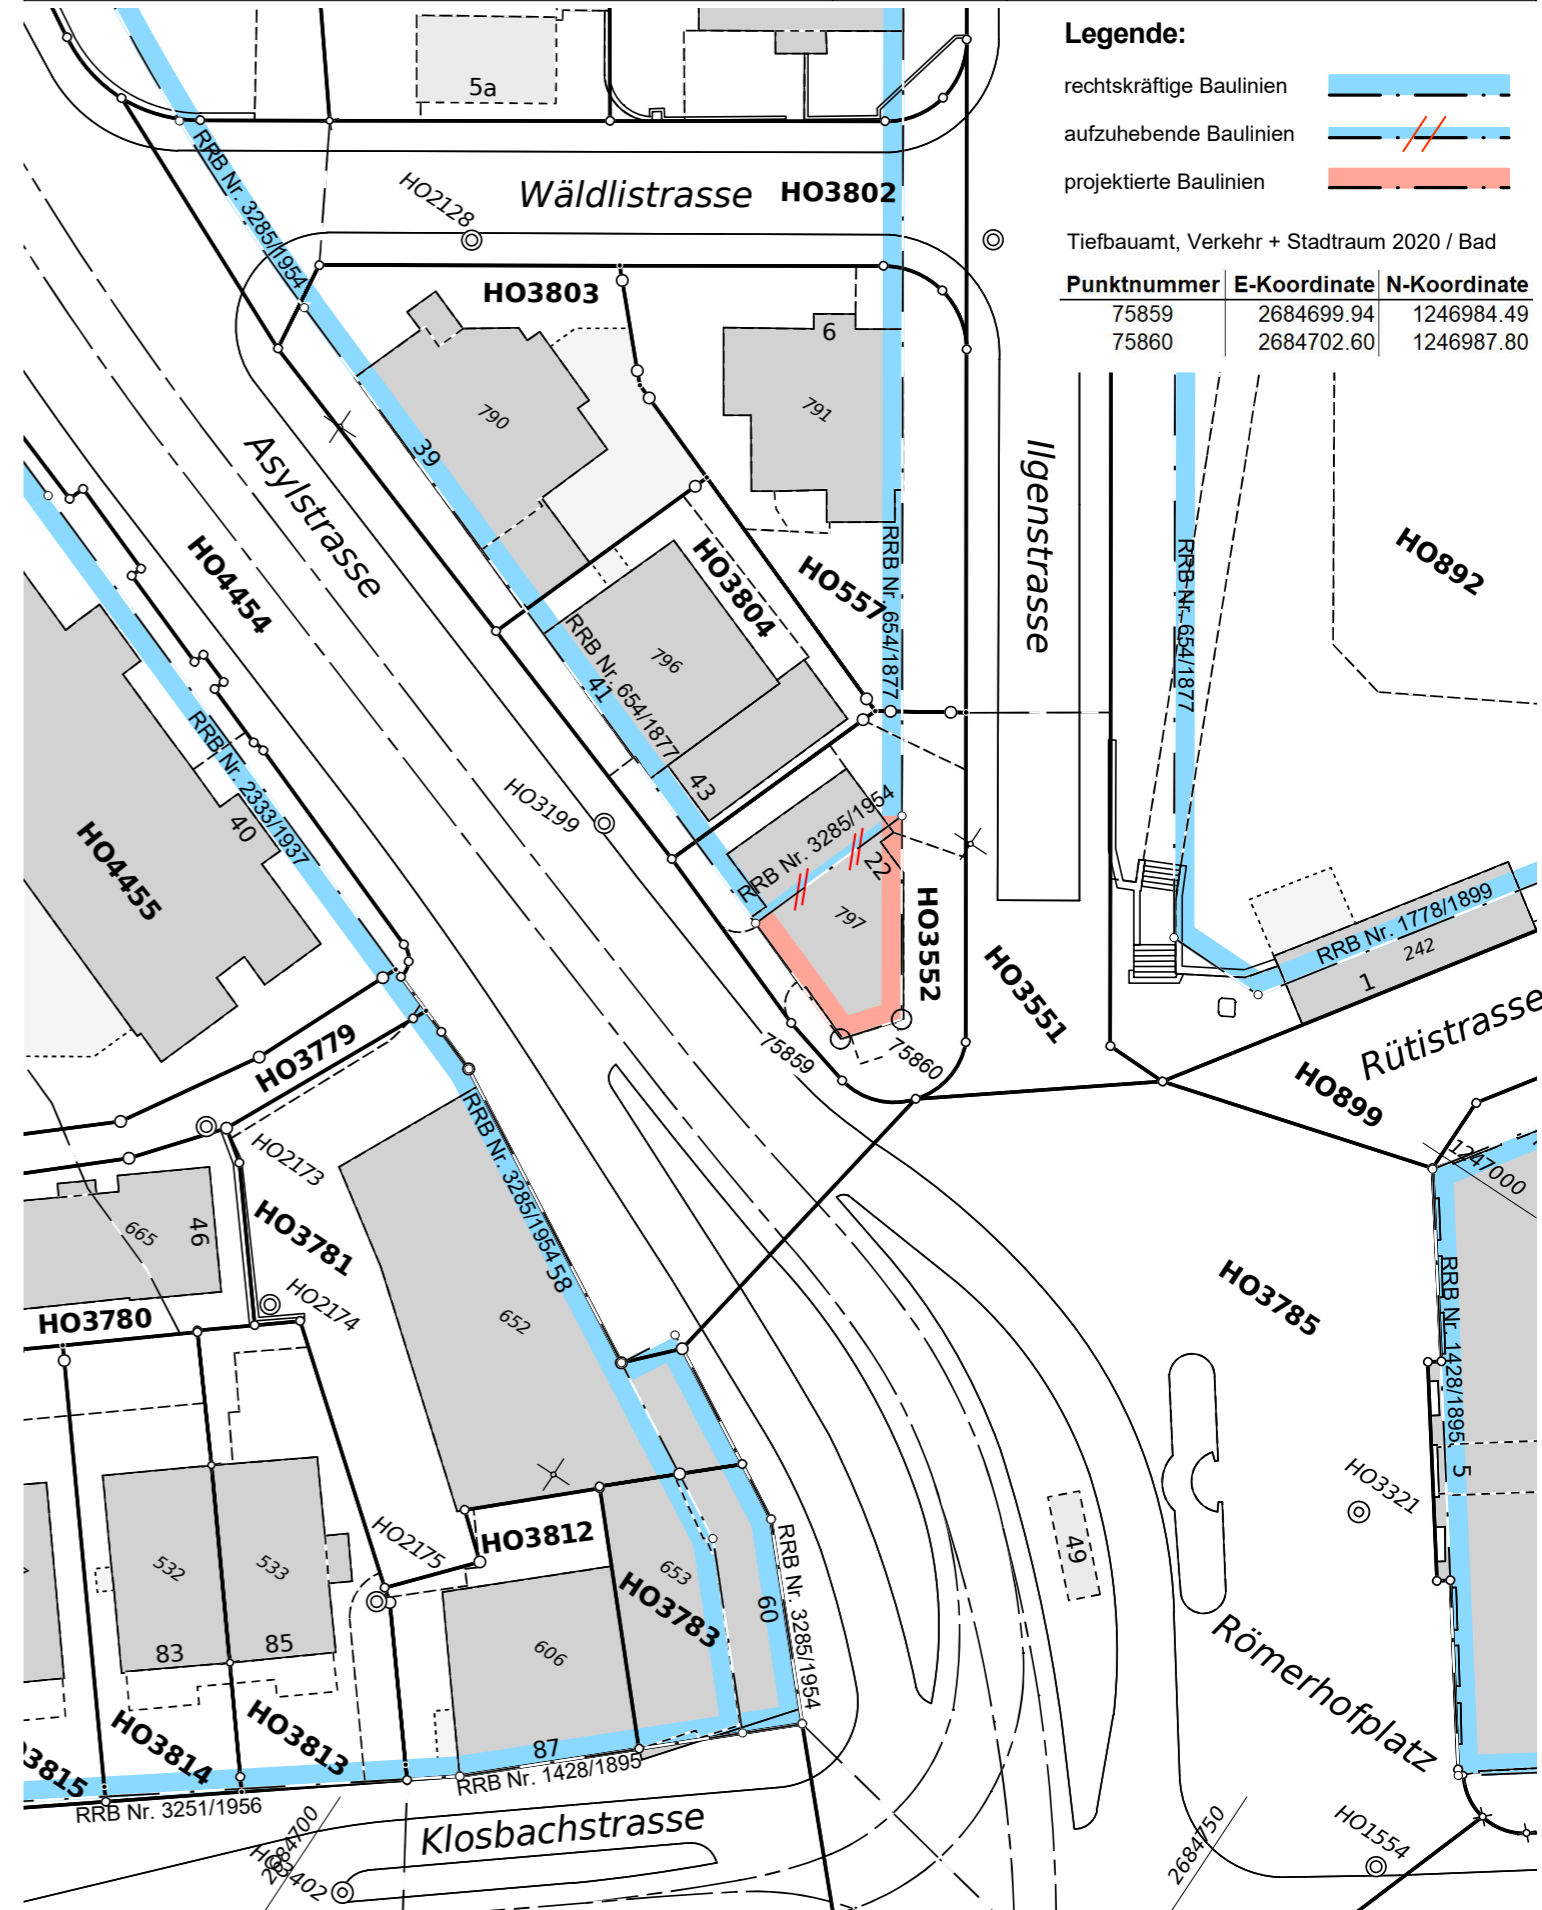 Legende:
rechtskräftige Baulinien
aufzuhebende Baulinien
projektierte Baulinien
Tiefbauamt, Verkehr + Stadtraum 2020 / Bad
Punktnummer E-Koordinate N-Koordinate
75859 2684699.94 1246984.49
75860 2684702.60 1246987.80
5a
RRB Nr. 3285/1954
HO2128
Wäldlistrasse
HO3802
HO3803
6
790
791
39
Asylstrasse
Ilgenstrasse
HO4454
HO3804
HO557
RRB Nr. 654/1877
RRB Nr. 654/1877
HO892
796
41
RRB Nr. 654/1877
RRB Nr. 2333/1937
40
HO4455
HO3199
43
RRB Nr. 3285/1954
22
797
HO3552
HO3551
RRB Nr. 1778/1899
242
1
Rütistrasse
HO3779
75859
75860
HO899
1247000
HO2173
RRB Nr. 3285/1954
58
HO3781
46
665
HO2174
HO3780
652
HO3785
RRB Nr. 1428/1895
5
HO3321
49
HO2175
HO3812
532
533
653
HO3783
60
RRB Nr. 3285/1954
606
83
85
Römerhofplatz
HO3814
HO3813
3815
87
RRB Nr. 1428/1895
RRB Nr. 3251/1956
Klosbachstrasse
2684700
2684750
HO1554
HO3402